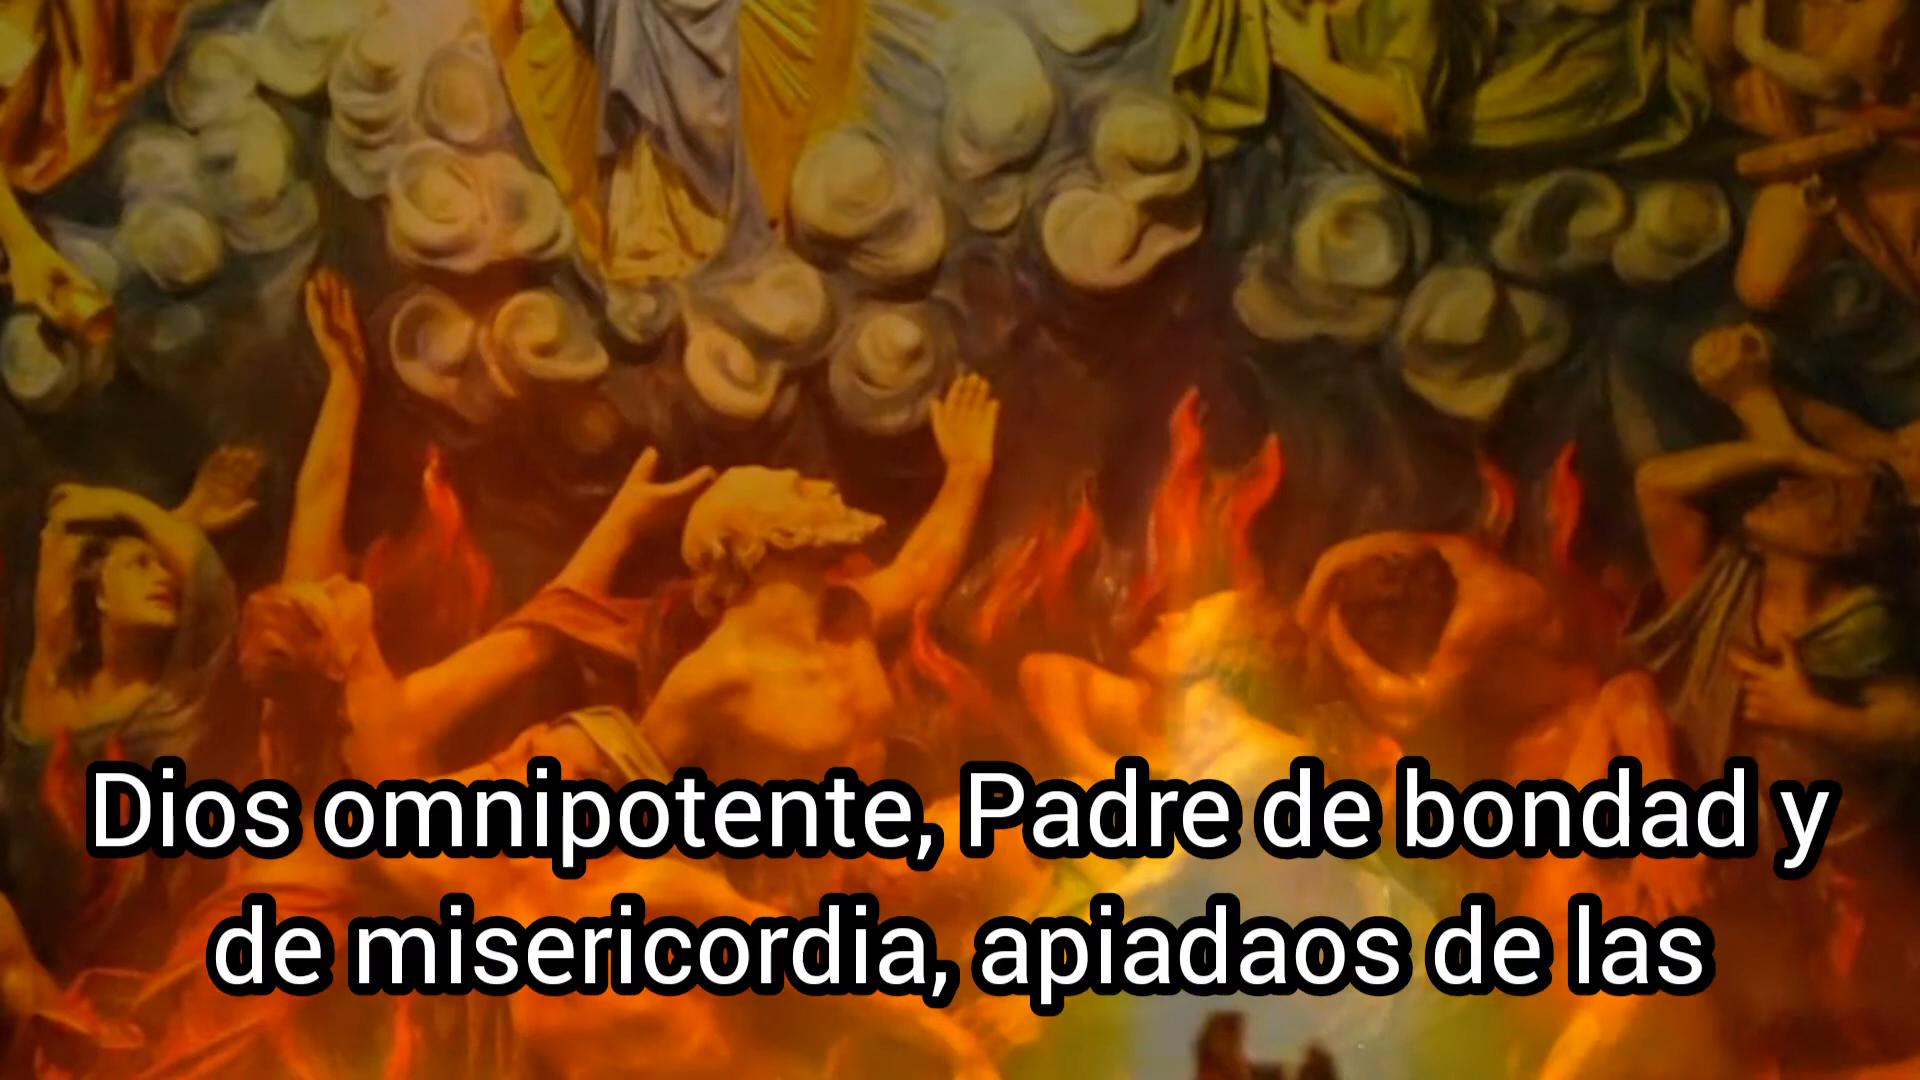 Dios omnipotente, Padre de bondad y
de misericordia, apiadaos de las